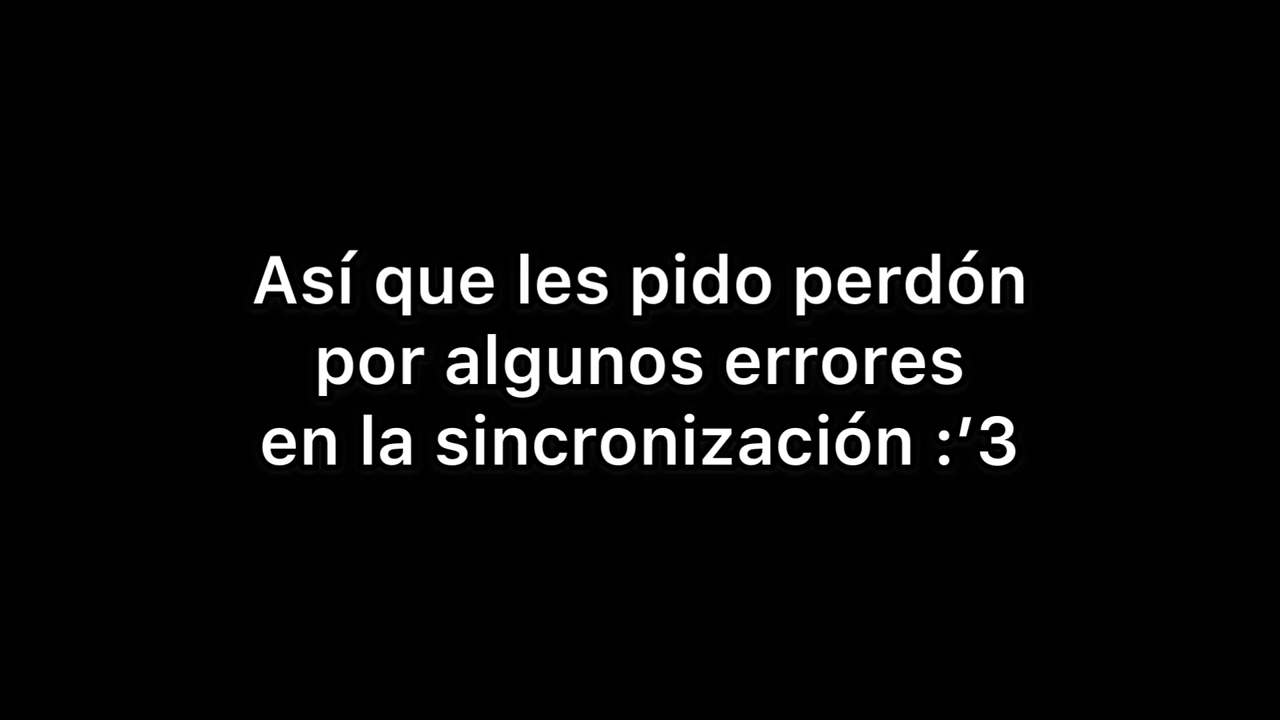 Así que les pido perdón
por algunos errores
en la sincronización :’3